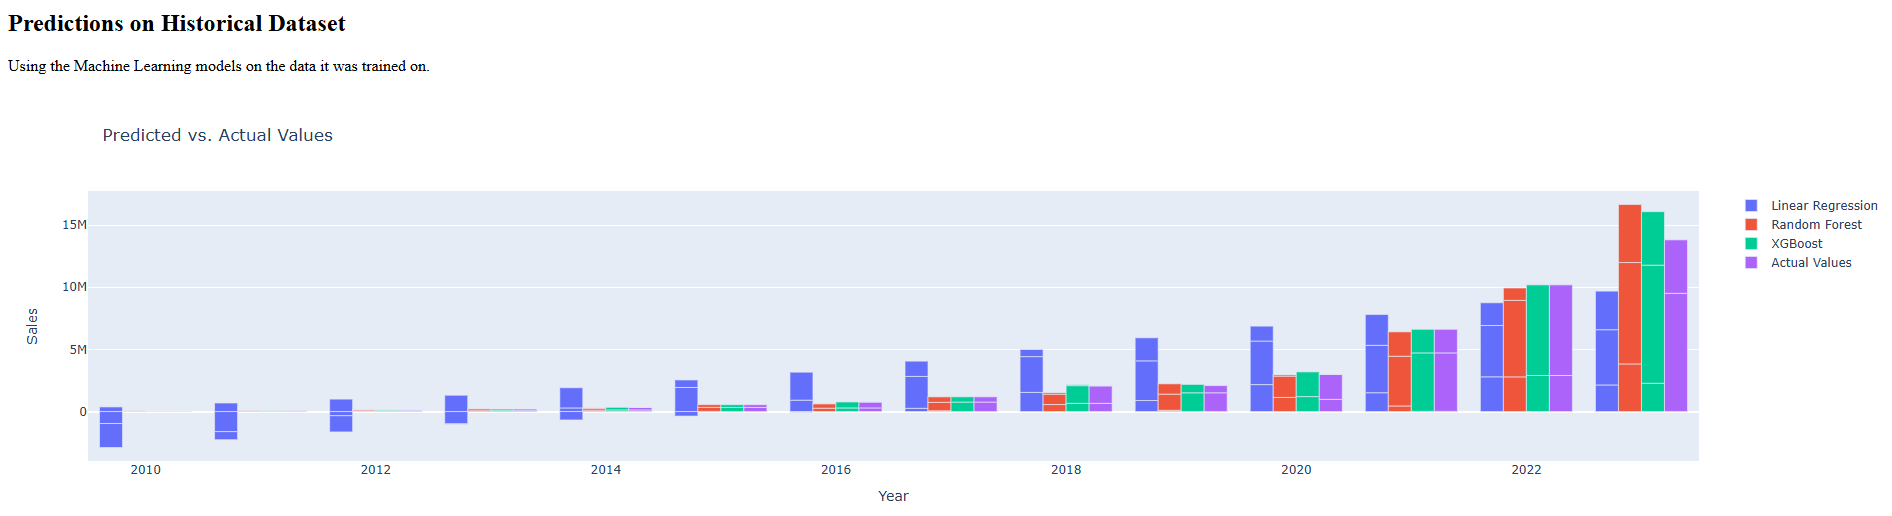 Predictions on Historical Dataset
Using the Machine Learning models on the data it was trained on.
Predicted vs. Actual Values
Linear Regression
Random Forest
XGBoost
Actual Values
15M
10M
5M
0
Sales
2010 2012 2014 2016 2018 2020 2022
Year